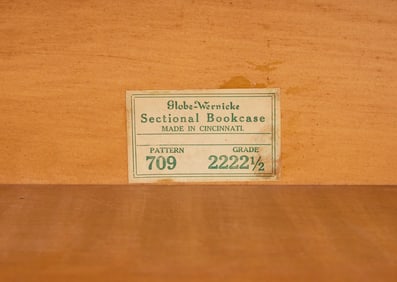 Globe-Wernicke
Sectional Bookcase
MADE IN CINCINNATI.
PATTERN GRADE
709 2222½